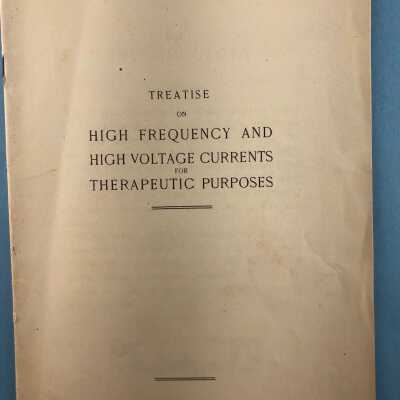 TREATISE
ON
HIGH FREQUENCY AND
HIGH VOLTAGE CURRENTS
FOR
THERAPEUTIC PURPOSES